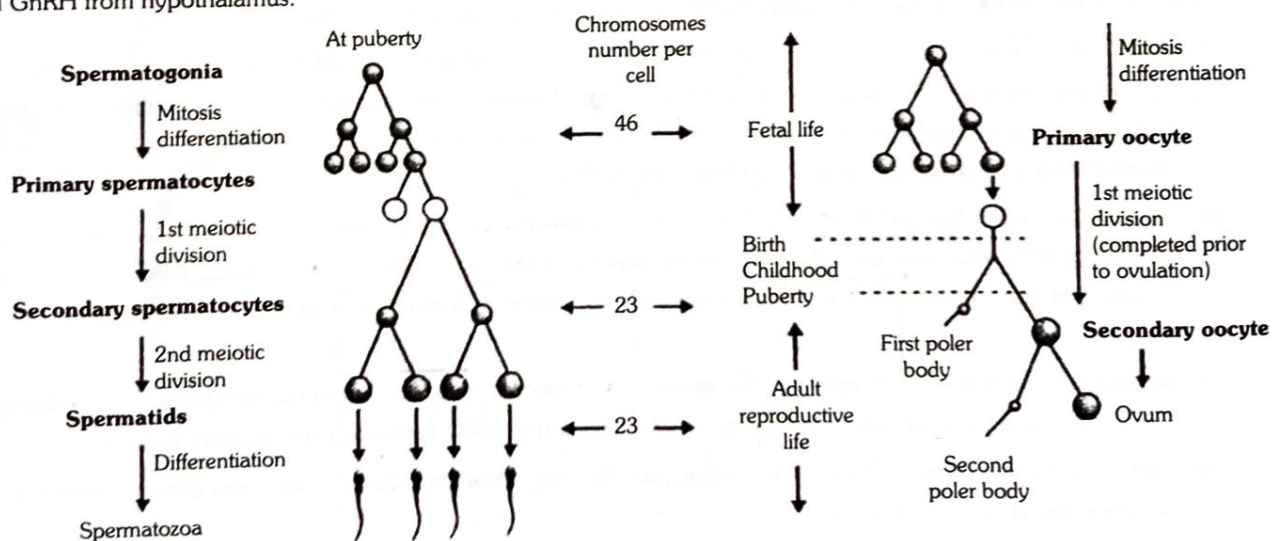 GnRH from hypothalamus.
At puberty
Spermatogonia
Mitosis
differentiation
Primary spermatocytes
1st meiotic
division
Secondary spermatocytes
2nd meiotic
division
Spermatids
Differentiation
Spermatozoa
Chromosomes
number per
cell
46
23
23
Fetal life
Birth
Childhood
Puberty
Adult
reproductive
life
Mitosis
differentiation
Primary oocyte
1st meiotic
division
(completed prior
to ovulation)
Secondary oocyte
First poler
body
Ovum
Second
poler body